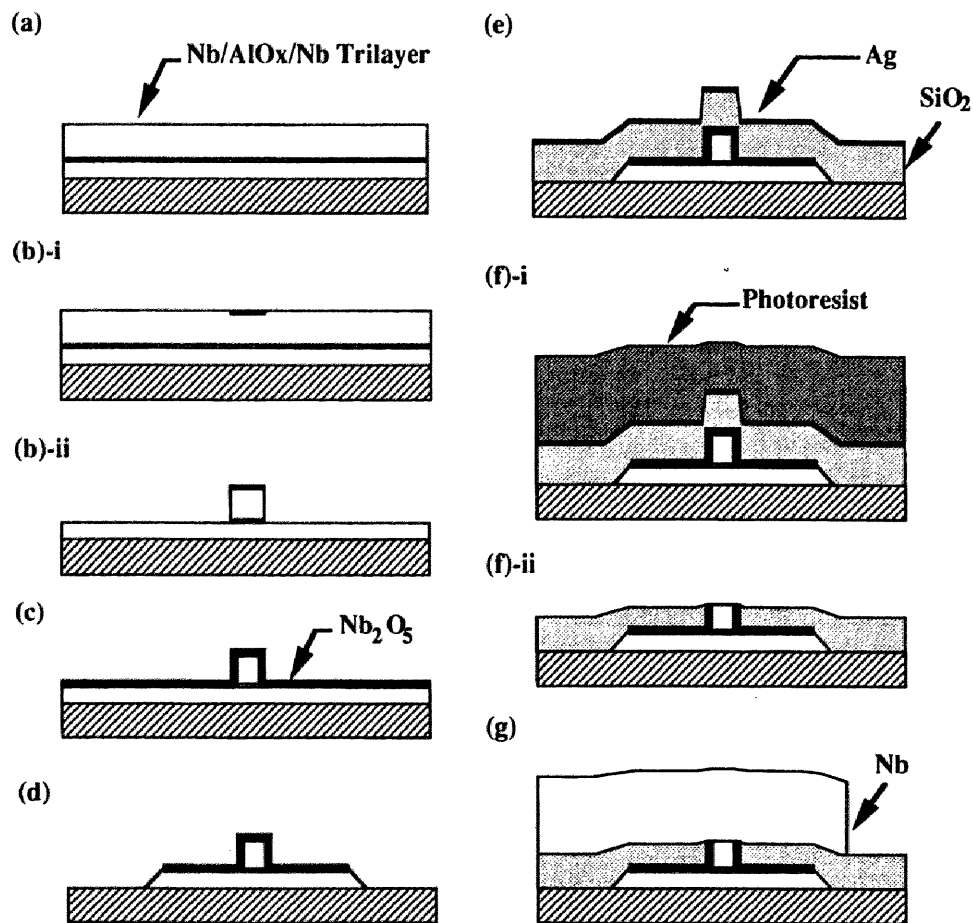 (a)
Nb/AlOx/Nb Trilayer
(b)-i
(b)-ii
(c)
Nb₂O₅
(d)
(e)
Ag
SiO₂
(f)-i
Photoresist
(f)-ii
(g)
Nb